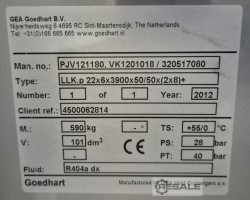 GEA Goedhart B.V.
Nijverheidsweg 6 4695 RC Sint-Maartensdijk, The Netherlands
Tel +31(0)166 665 665 www.goedhart.nl
Man. no.: PJV121180, VK1201018 / 320517080
Type: LLK.p 22x6x3900x50/50x(2x8)+
Number: 1 of 1 Year: 2012
Client ref: 4500062814
M.: 590 kg - - TS: +55/0 °C
V: 101 dm³ - - PS: 28 bar
- - PT: 40 bar
Fluid: R404a dx
Goedhart
RESALE